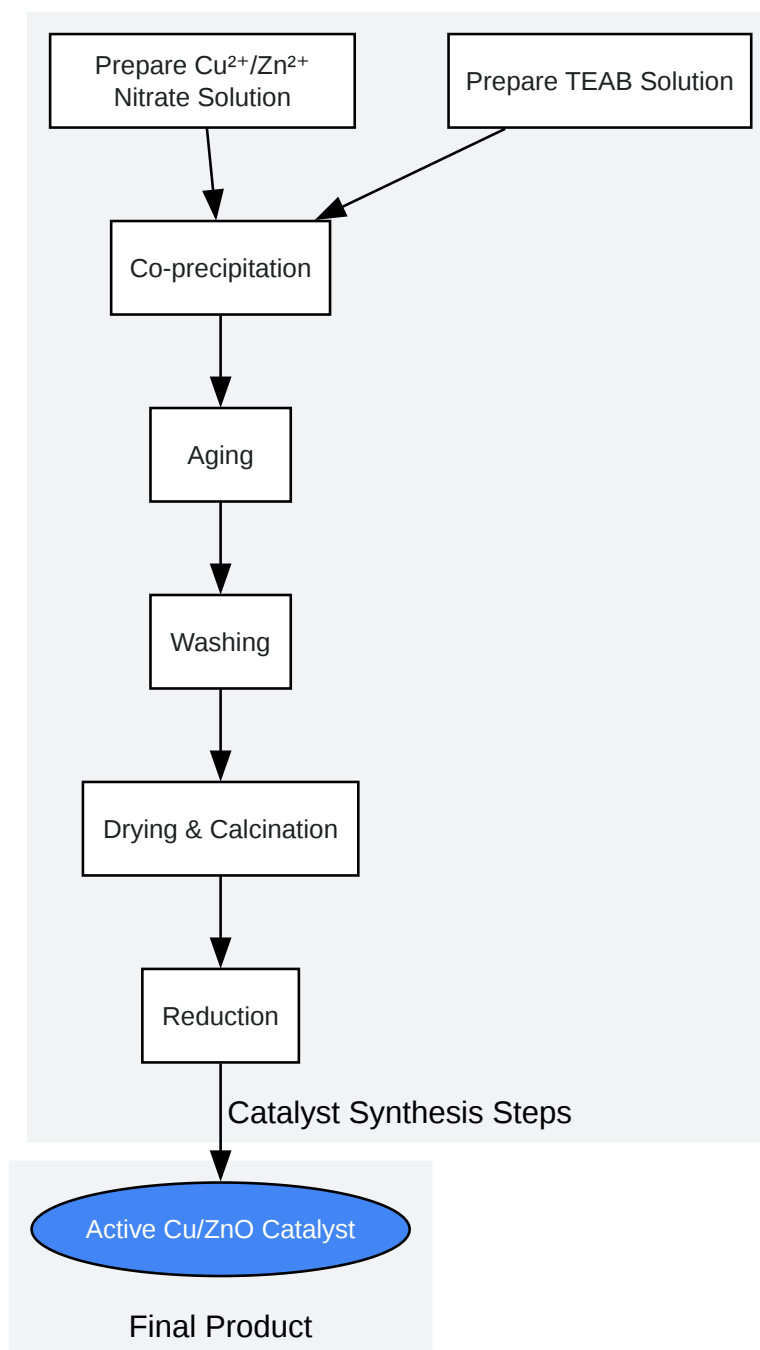 Prepare Cu²⁺/Zn²⁺
Nitrate Solution
Prepare TEAB Solution
Co-precipitation
Aging
Washing
Drying & Calcination
Reduction
Catalyst Synthesis Steps
Active Cu/ZnO Catalyst
Final Product